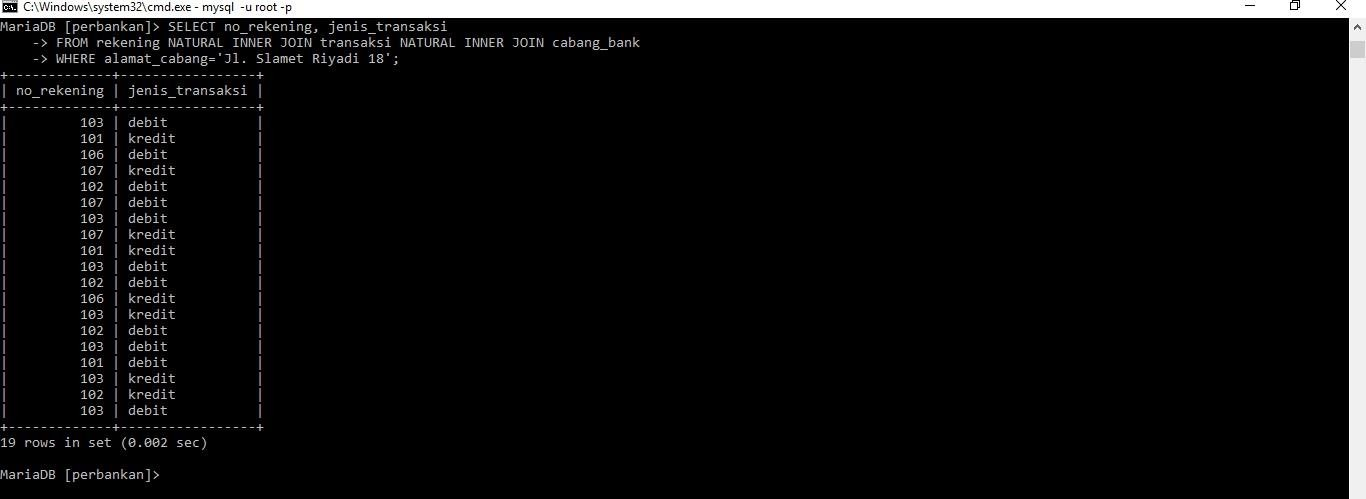 C:\Windows\system32\cmd.exe - mysql -u root -p
MariaDB [perbankan]> SELECT no_rekening, jenis_transaksi
    -> FROM rekening NATURAL INNER JOIN transaksi NATURAL INNER JOIN cabang_bank
    -> WHERE alamat_cabang='Jl. Slamet Riyadi 18';
+-------------+-----------------+
| no_rekening | jenis_transaksi |
+-------------+-----------------+
|         103 | debit           |
|         101 | kredit          |
|         106 | debit           |
|         107 | kredit          |
|         102 | debit           |
|         107 | debit           |
|         103 | debit           |
|         107 | kredit          |
|         101 | kredit          |
|         103 | debit           |
|         102 | debit           |
|         106 | kredit          |
|         103 | kredit          |
|         102 | debit           |
|         103 | debit           |
|         101 | debit           |
|         103 | kredit          |
|         102 | kredit          |
|         103 | debit           |
+-------------+-----------------+
19 rows in set (0.002 sec)
MariaDB [perbankan]>